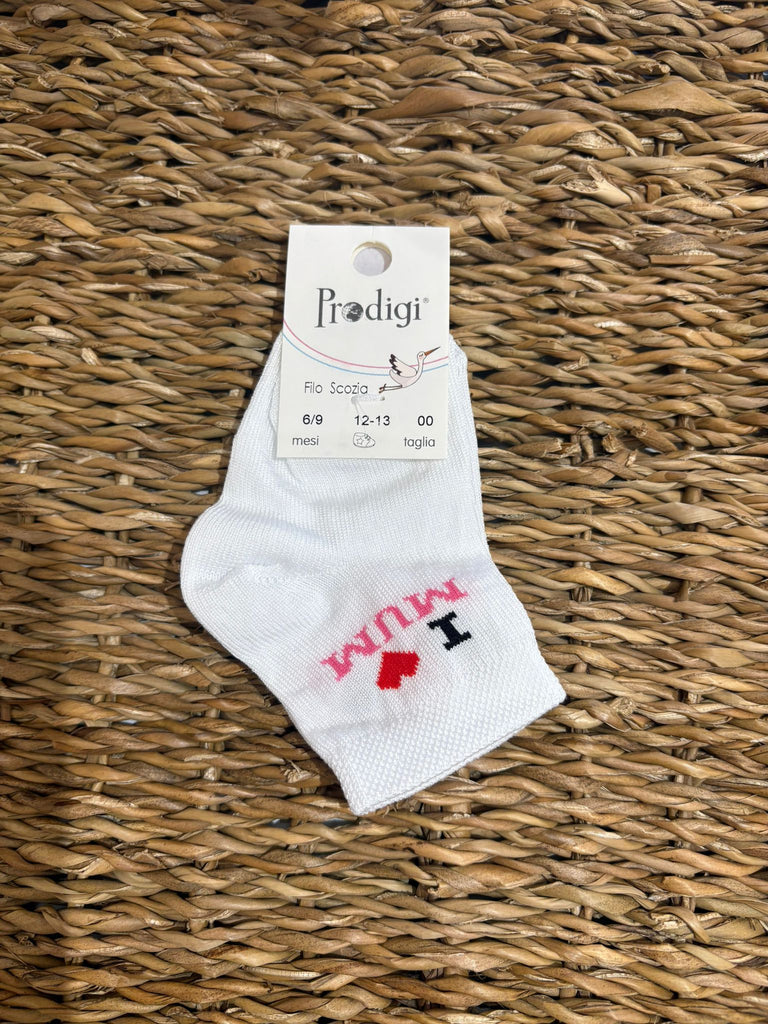 Prodigi®
Filo Scozia
6/9 12-13 00
mesi taglia
I ♥
MUM